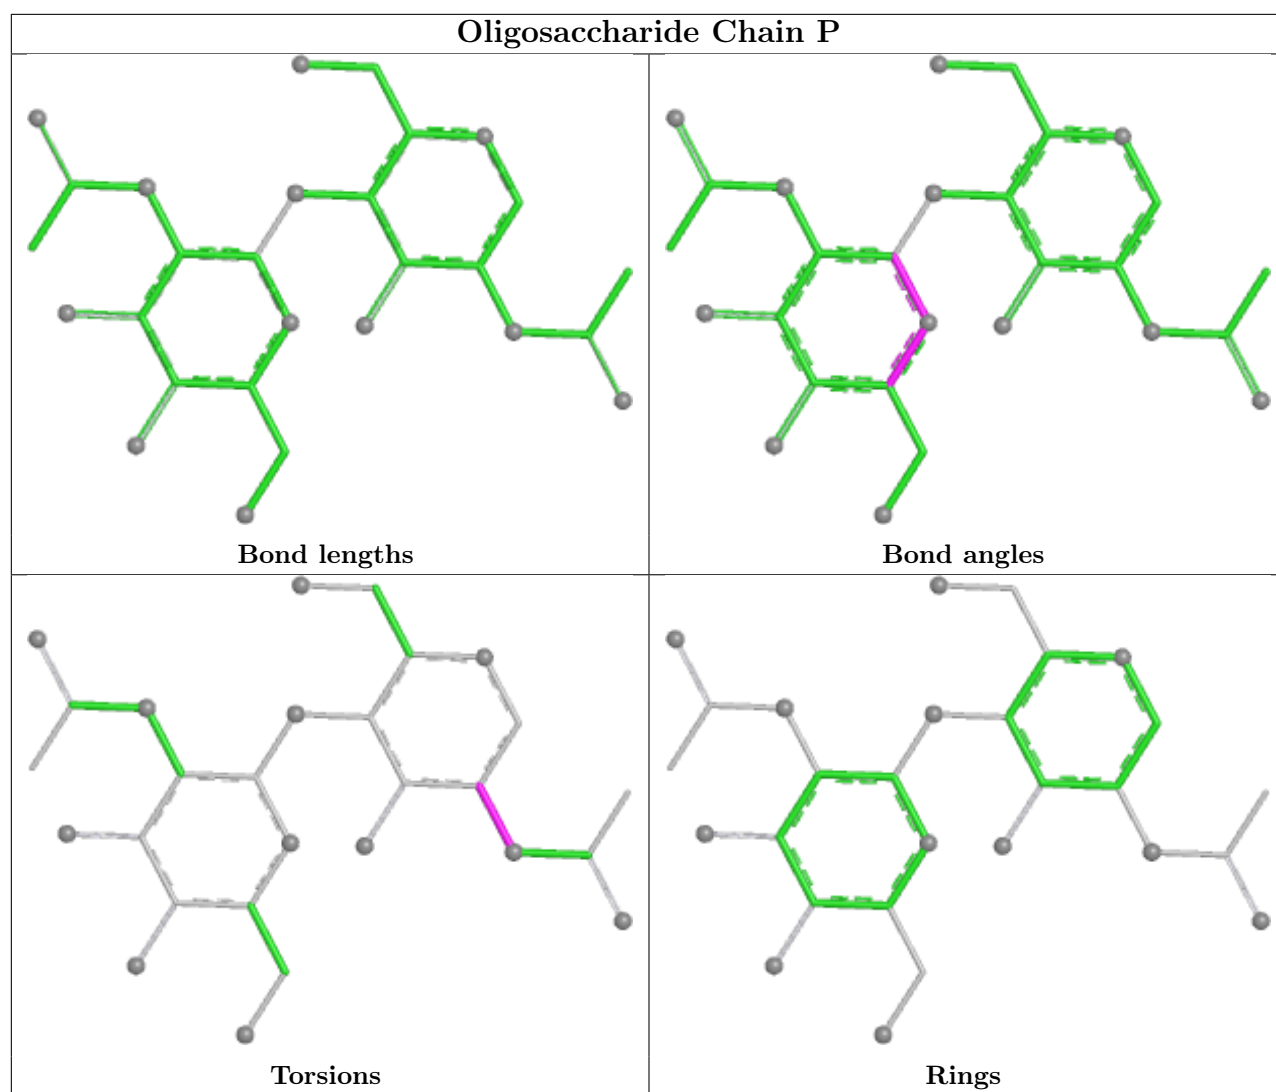 Oligosaccharide Chain P
Bond lengths
Bond angles
Torsions
Rings